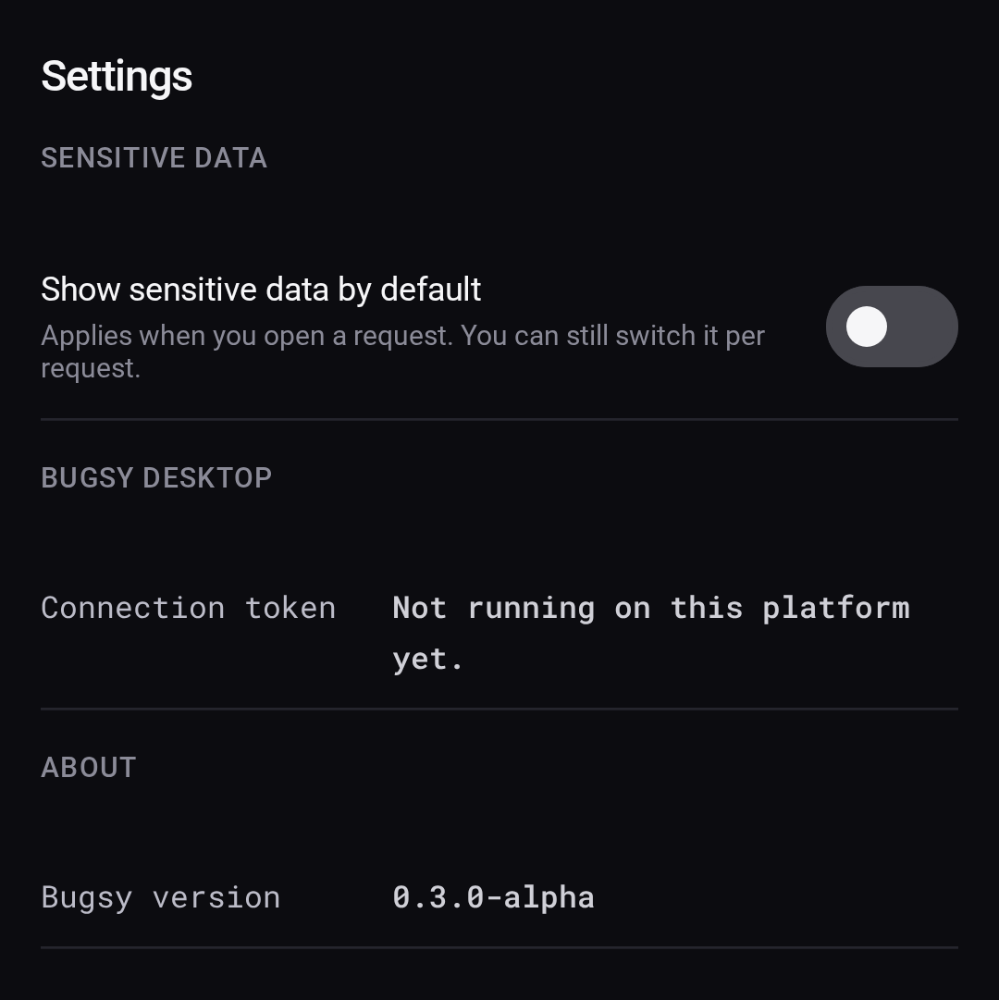 Settings
SENSITIVE DATA
Show sensitive data by default
Applies when you open a request. You can still switch it per
request.
BUGSY DESKTOP
Connection token Not running on this platform
yet.
ABOUT
Bugsy version 0.3.0-alpha